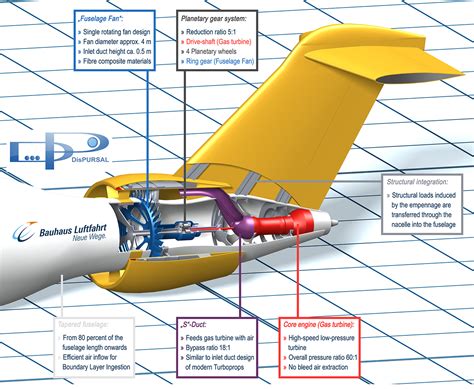 „Fuselage Fan“:
» Single rotating fan design
» Fan diameter approx. 4 m
» Inlet duct height ca. 0.5 m
» Fibre composite materials
Planetary gear system:
» Reduction ratio 5:1
» Drive-shaft (Gas turbine)
» 4 Planetary wheels
» Ring gear (Fuselage Fan)
DisPURSAL
Structural integration:
» Structural loads induced
by the empennage are
transferred through the
nacelle into the fuselage
Bauhaus Luftfahrt
Neue Wege.
Tapered fuselage:
» From 80 percent of the
fuselage length onwards
» Efficient airflow for
Boundary Layer Ingestion
„S“-Duct:
» Feeds gas turbine with air
» Bypass ratio 18:1
» Similar to inlet duct design
of modern Turboprops
Core engine (Gas turbine):
» High-speed low-pressure
turbine
» Overall pressure ratio 60:1
» No bleed air extraction